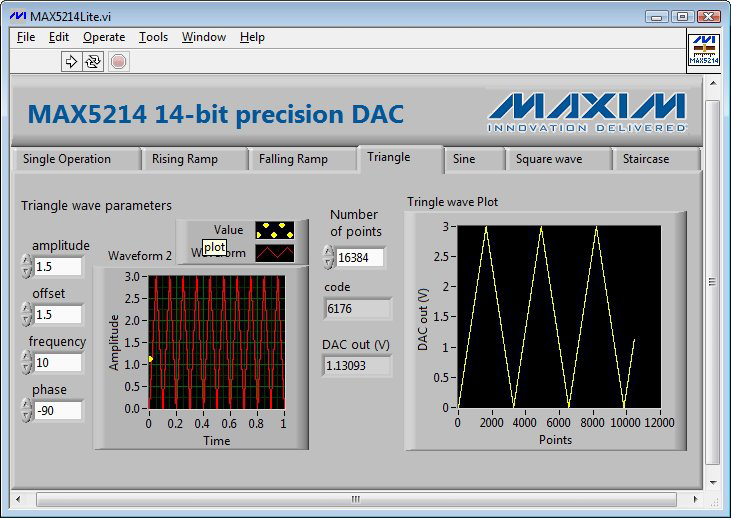 MAX5214Lite.vi
File Edit Operate Tools Window Help
MAX5214
MAX5214 14-bit precision DAC
MAXIM
INNOVATION DELIVERED
Single Operation Rising Ramp Falling Ramp Triangle Sine Square wave Staircase
Triangle wave parameters
amplitude
1.5
offset
1.5
frequency
10
phase
-90
Value
plot
Waveform 2
Amplitude
3.0
2.5
2.0
1.5
1.0
0.5
0.0
0 0.2 0.4 0.6 0.8 1
Time
Number
of points
16384
code
6176
DAC out (V)
1.13093
Tringle wave Plot
DAC out (V)
3
2.5
2
1.5
1
0.5
0
0 2000 4000 6000 8000 10000 12000
Points